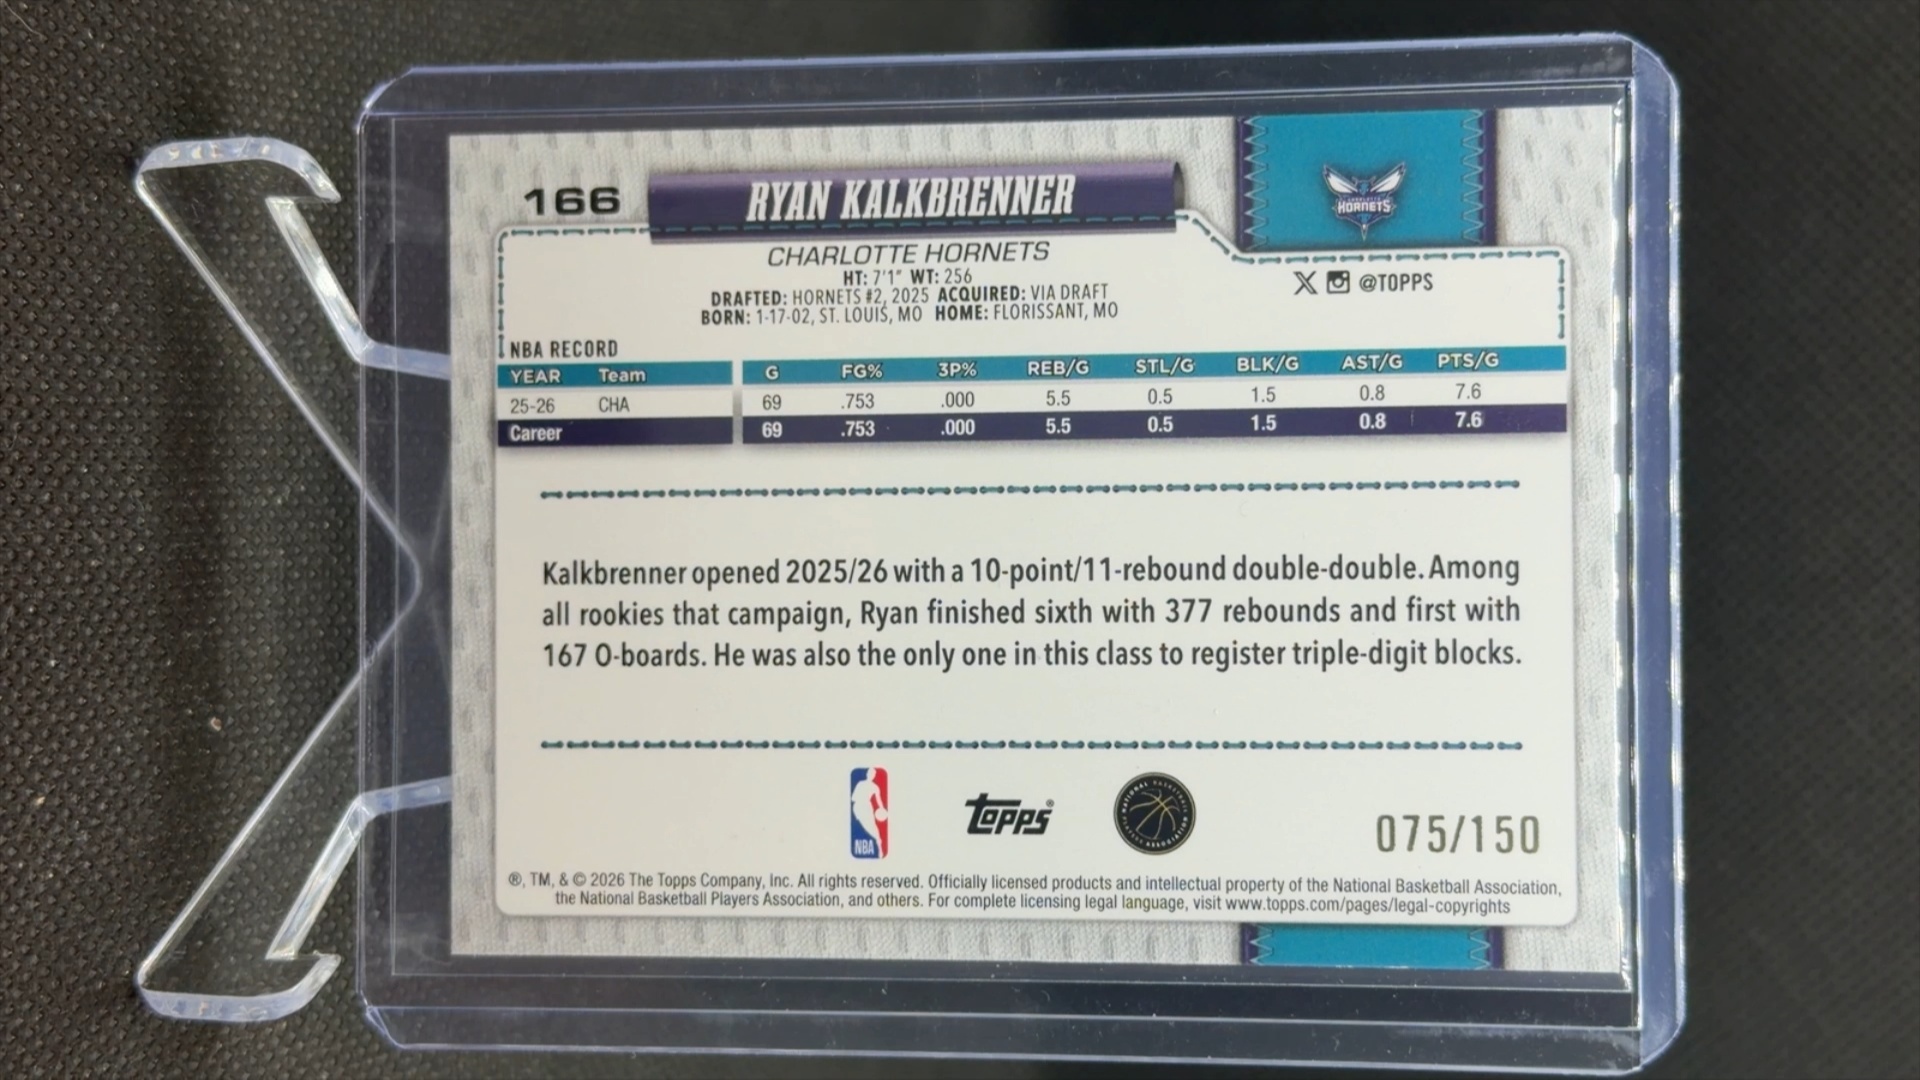 166
RYAN KALKBRENNER
CHARLOTTE
HORNETS
CHARLOTTE HORNETS
HT: 7'1" WT: 256
DRAFTED: HORNETS #2, 2025 ACQUIRED: VIA DRAFT
BORN: 1-17-02, ST. LOUIS, MO HOME: FLORISSANT, MO
X @TOPPS
NBA RECORD
YEAR Team G FG% 3P% REB/G STL/G BLK/G AST/G PTS/G
25-26 CHA 69 .753 .000 5.5 0.5 1.5 0.8 7.6
Career 69 .753 .000 5.5 0.5 1.5 0.8 7.6
Kalkbrenner opened 2025/26 with a 10-point/11-rebound double-double. Among
all rookies that campaign, Ryan finished sixth with 377 rebounds and first with
167 O-boards. He was also the only one in this class to register triple-digit blocks.
NBA
Topps®
NATIONAL BASKETBALL PLAYERS ASSOCIATION
075/150
®, TM, & © 2026 The Topps Company, Inc. All rights reserved. Officially licensed products and intellectual property of the National Basketball Association,
the National Basketball Players Association, and others. For complete licensing legal language, visit www.topps.com/pages/legal-copyrights